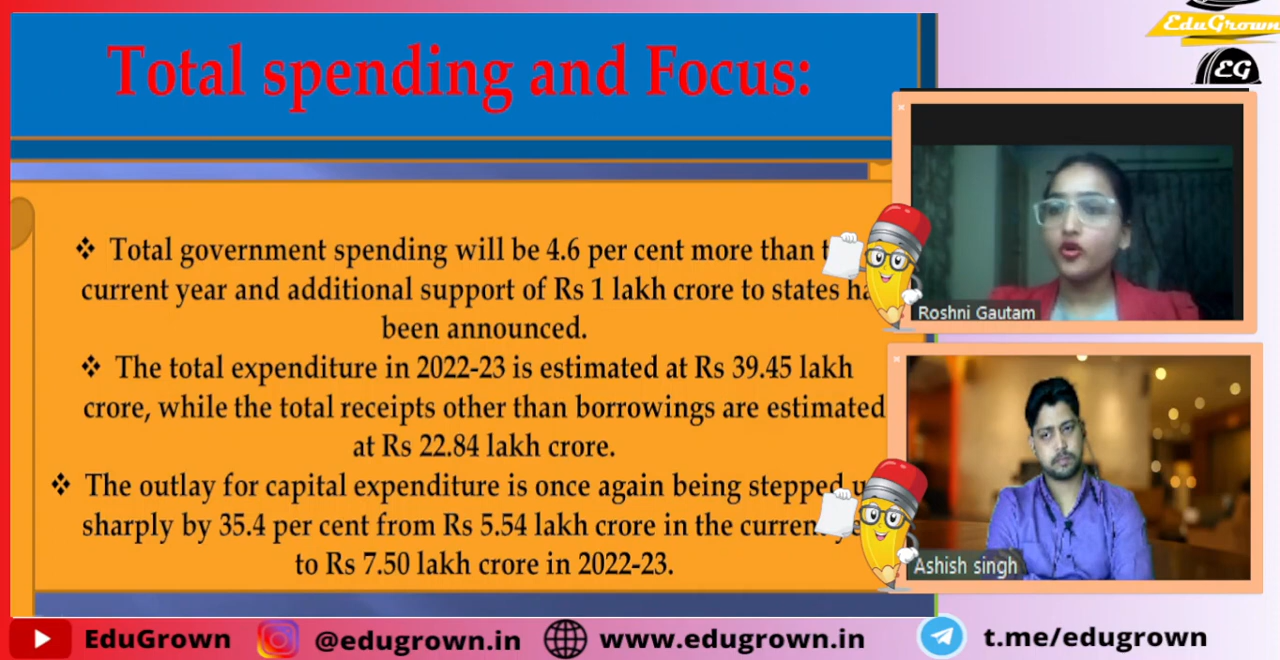 EduGrown
EG
Total spending and Focus:
❖ Total government spending will be 4.6 per cent more than
current year and additional support of Rs 1 lakh crore to states
been announced.
❖ The total expenditure in 2022-23 is estimated at Rs 39.45 lakh
crore, while the total receipts other than borrowings are estimated
at Rs 22.84 lakh crore.
❖ The outlay for capital expenditure is once again being stepped
sharply by 35.4 per cent from Rs 5.54 lakh crore in the
to Rs 7.50 lakh crore in 2022-23.
Roshni Gautam
Ashish singh
EduGrown @edugrown.in www.edugrown.in t.me/edugrown